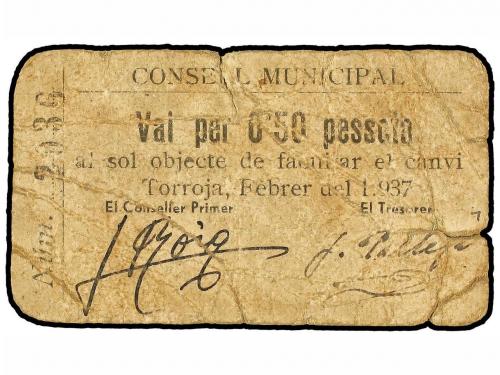 CONSELL MUNICIPAL
Val per 0'50 pesseta
al sol objecte de facilitar el canvi
Torroja, Febrer del 1.937
El Conseller Primer El Tresorer
Núm. 2036